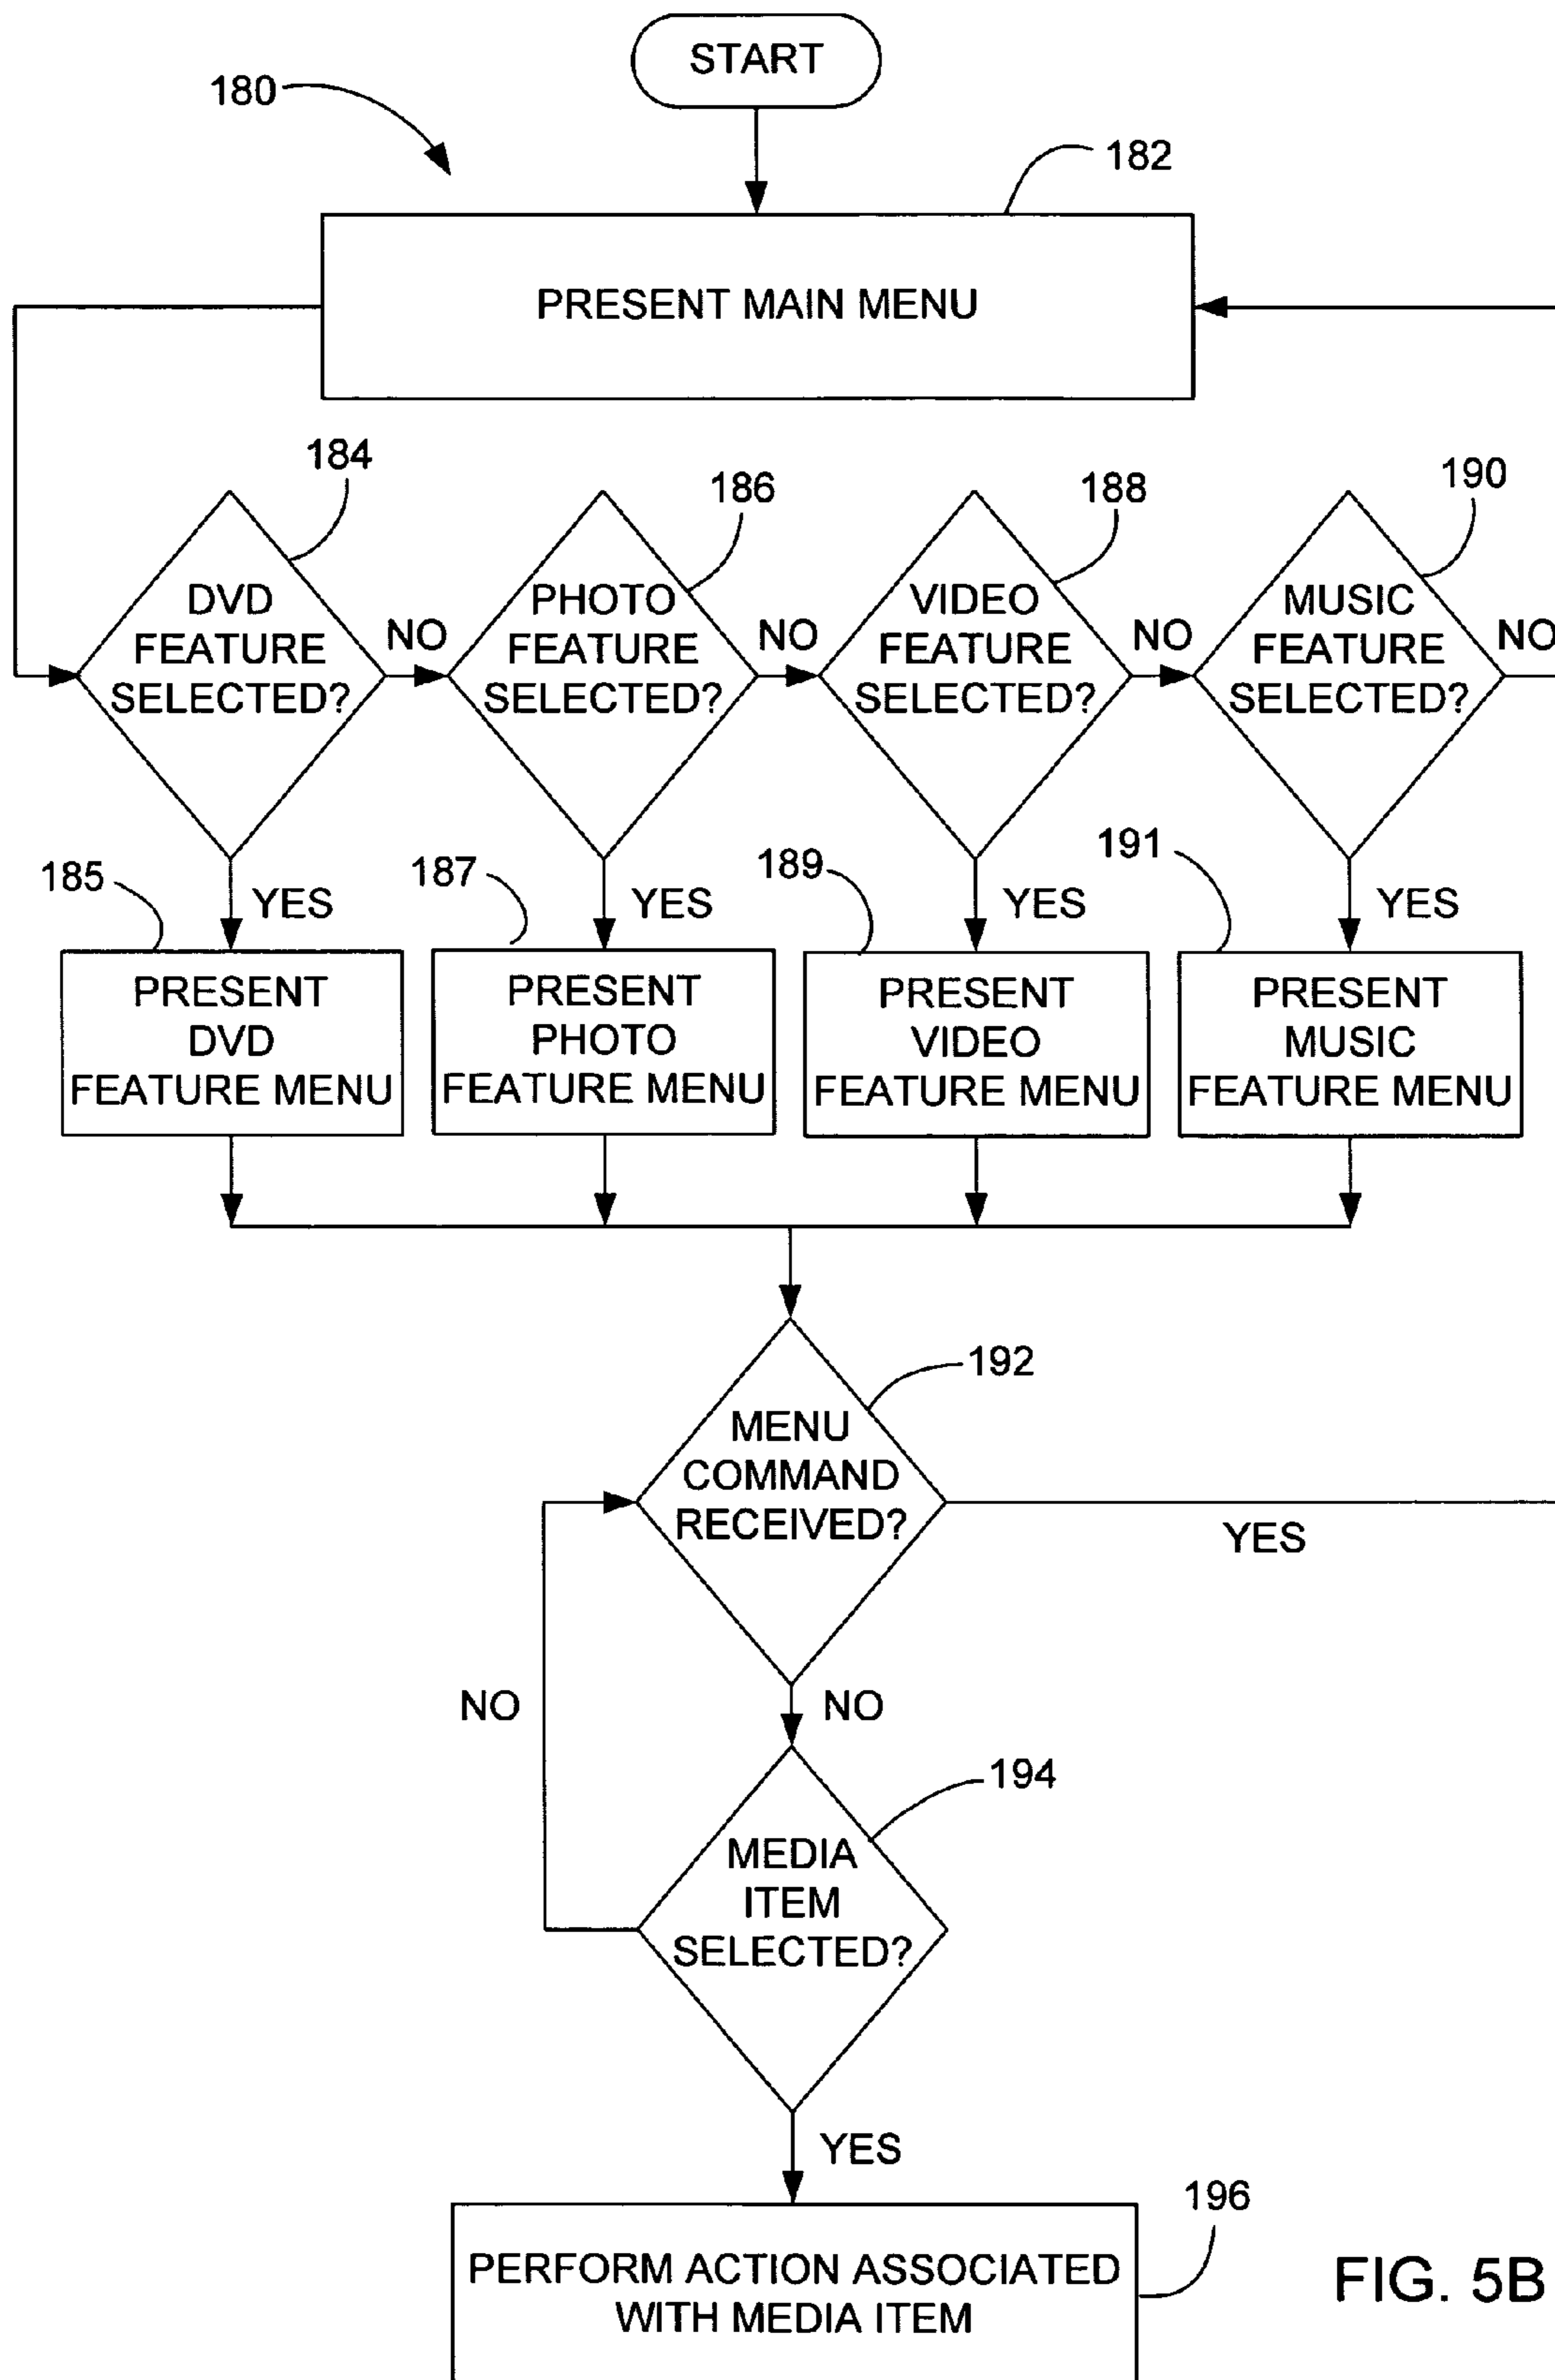 START
180
182
PRESENT MAIN MENU
184
186
188
190
DVD
FEATURE
SELECTED?
NO
PHOTO
FEATURE
SELECTED?
NO
VIDEO
FEATURE
SELECTED?
NO
MUSIC
FEATURE
SELECTED?
NO
185
YES
187
YES
189
YES
191
YES
PRESENT
DVD
FEATURE MENU
PRESENT
PHOTO
FEATURE MENU
PRESENT
VIDEO
FEATURE MENU
PRESENT
MUSIC
FEATURE MENU
192
MENU
COMMAND
RECEIVED?
YES
NO
NO
194
MEDIA
ITEM
SELECTED?
YES
196
PERFORM ACTION ASSOCIATED
WITH MEDIA ITEM
FIG. 5B